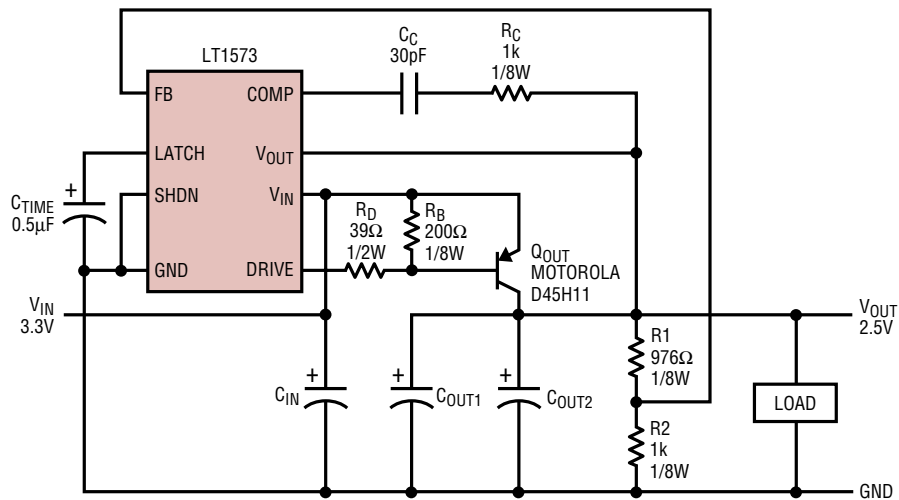 LT1573
FB
COMP
LATCH
VOUT
SHDN
VIN
GND
DRIVE
CC
30pF
RC
1k
1/8W
CTIME
0.5µF
+
RD
39Ω
1/2W
RB
200Ω
1/8W
QOUT
MOTOROLA
D45H11
VIN
3.3V
VOUT
2.5V
R1
976Ω
1/8W
+
CIN
+
COUT1
+
COUT2
LOAD
R2
1k
1/8W
GND